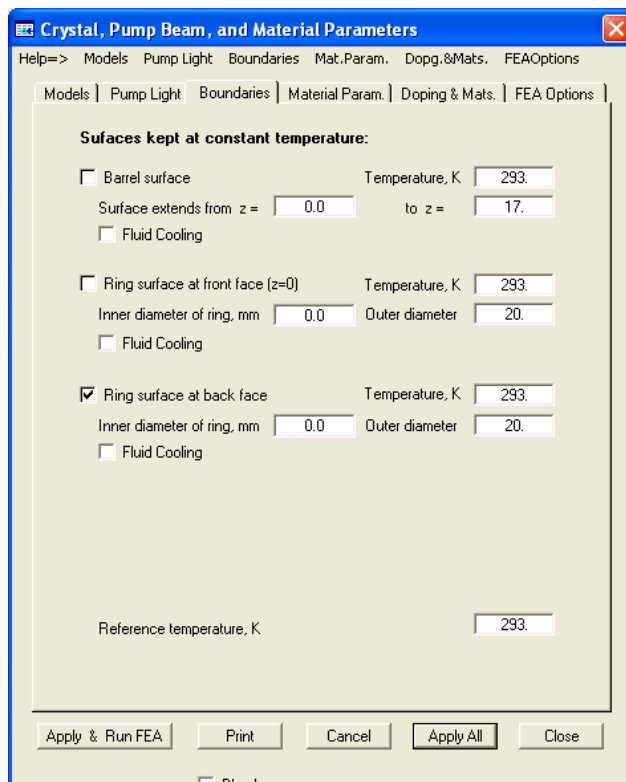 Crystal, Pump Beam, and Material Parameters
Help=> Models Pump Light Boundaries Mat.Param. Dopg.&Mats. FEAOptions
Models Pump Light Boundaries Material Param. Doping & Mats. FEA Options
Sufaces kept at constant temperature:
Barrel surface Temperature, K 293.
Surface extends from z = 0.0 to z = 17.
Fluid Cooling
Ring surface at front face (z=0) Temperature, K 293.
Inner diameter of ring, mm 0.0 Outer diameter 20.
Fluid Cooling
Ring surface at back face Temperature, K 293.
Inner diameter of ring, mm 0.0 Outer diameter 20.
Fluid Cooling
Reference temperature, K 293.
Apply & Run FEA Print Cancel Apply All Close